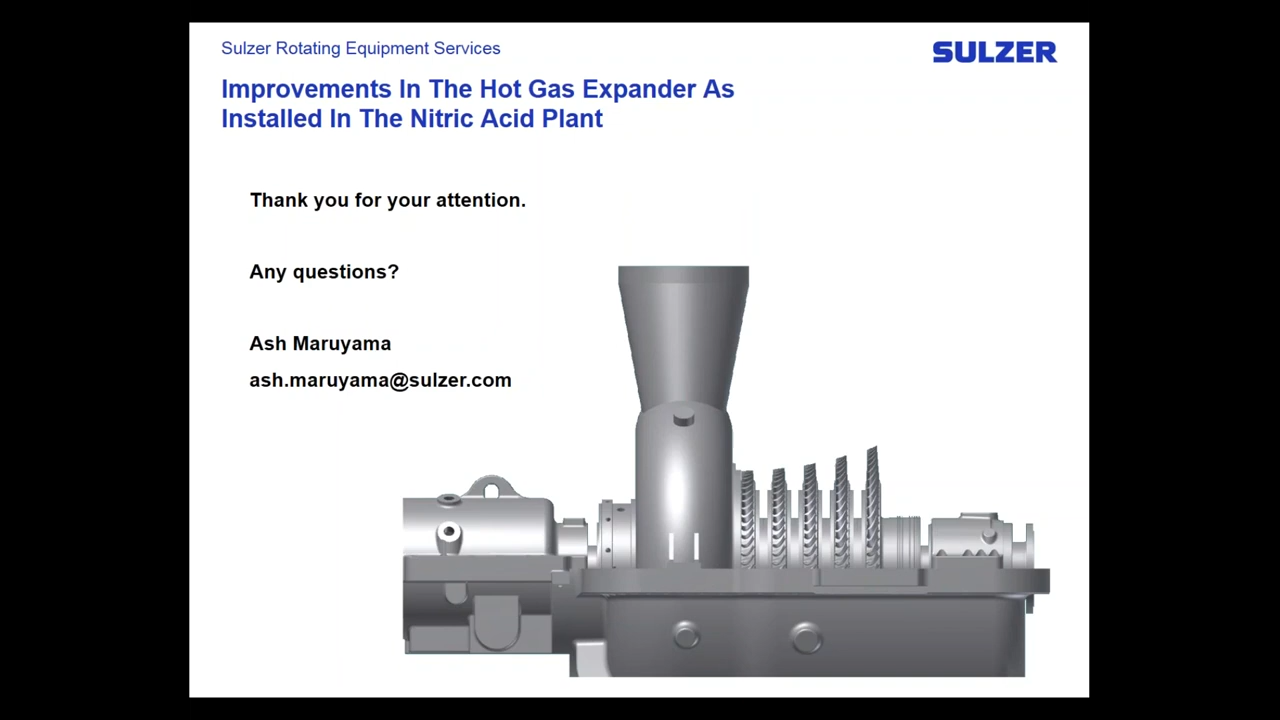 Sulzer Rotating Equipment Services
SULZER
Improvements In The Hot Gas Expander As
Installed In The Nitric Acid Plant
Thank you for your attention.
Any questions?
Ash Maruyama
ash.maruyama@sulzer.com